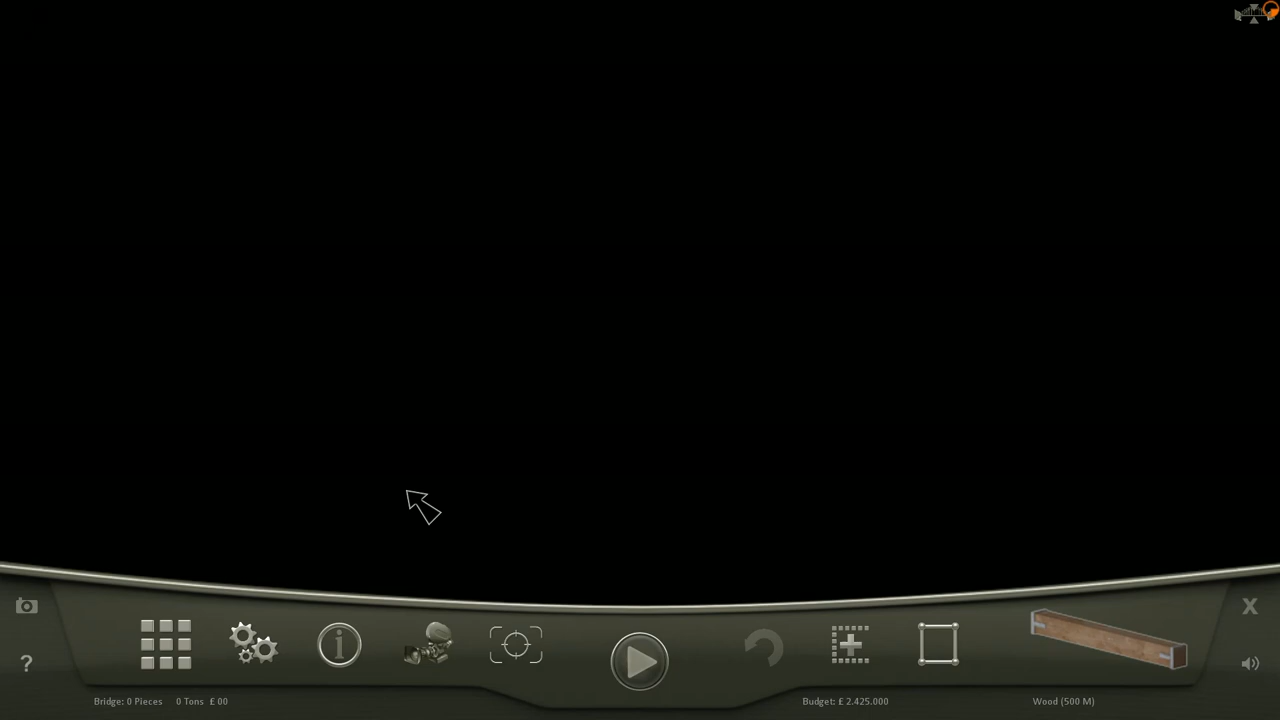 ?
Bridge: 0 Pieces 0 Tons £ 00
Budget: £ 2.425.000
Wood (500 M)
X